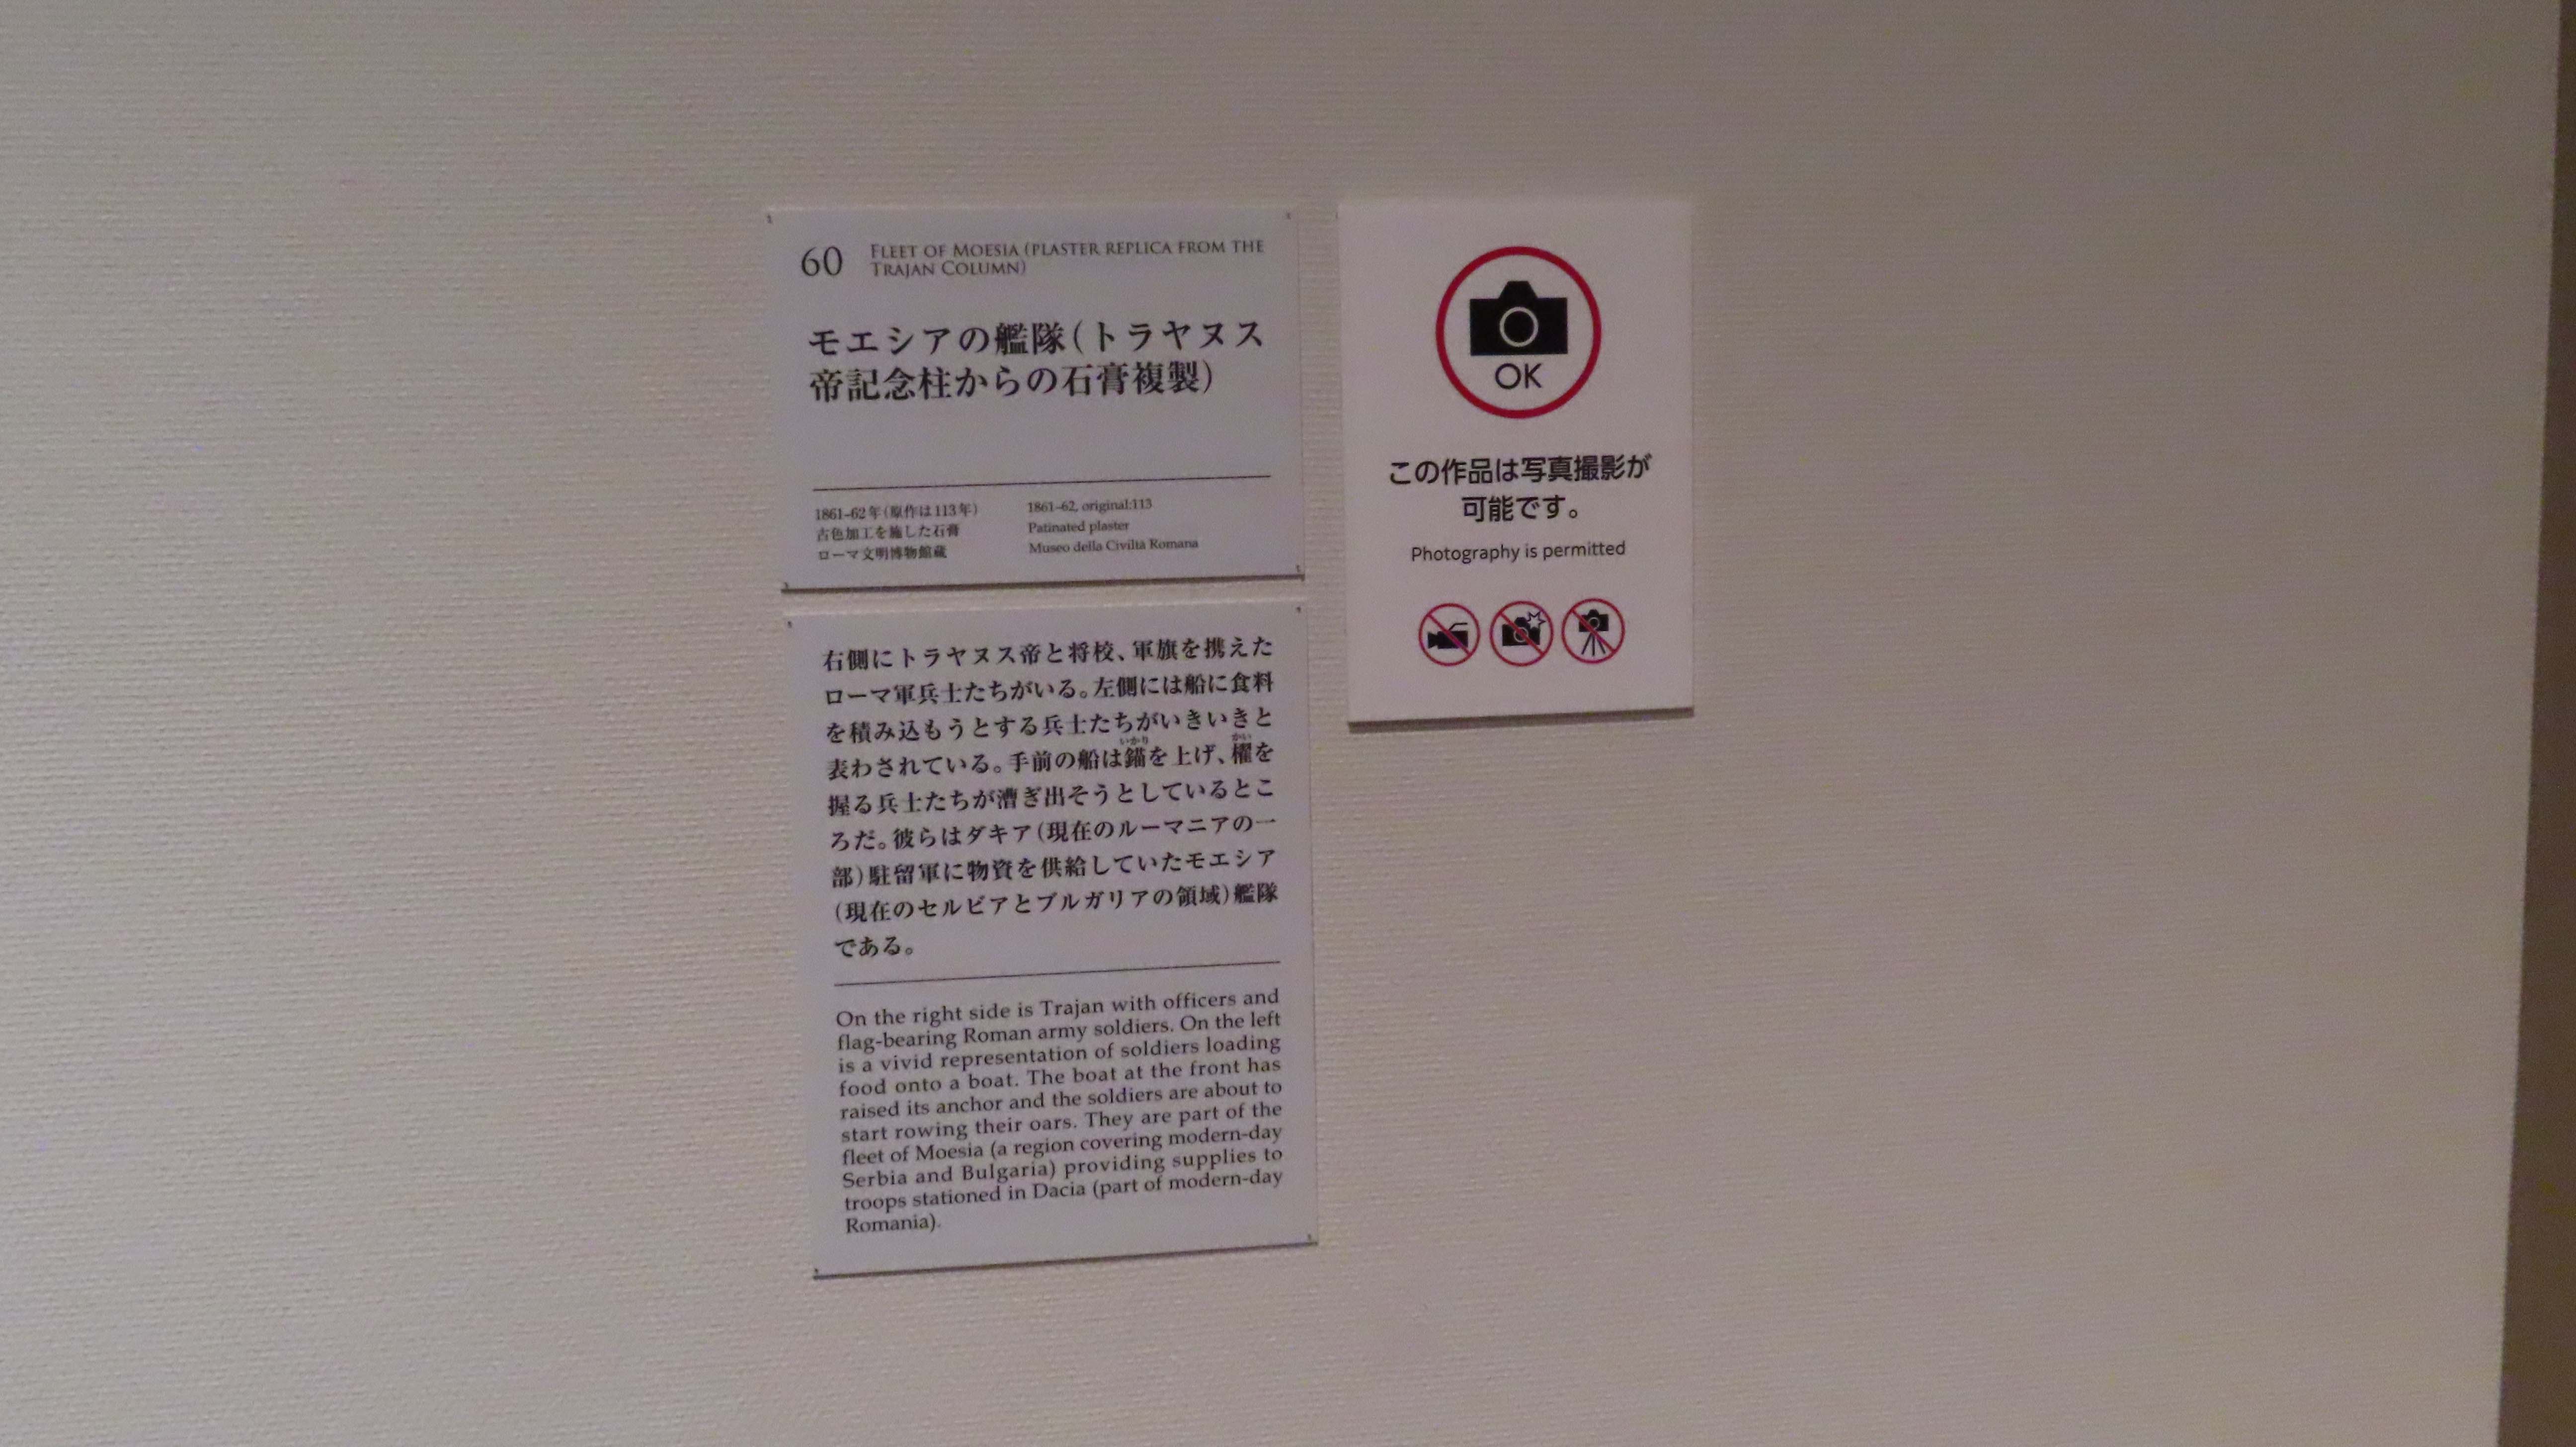 60 FLEET OF MOESIA (PLASTER REPLICA FROM THE
TRAJAN COLUMN)
モエシアの艦隊(トラヤヌス
帝記念柱からの石膏複製)
1861–62年(原作は113年)
古色加工を施した石膏
ローマ文明博物館蔵
1861–62, original:113
Patinated plaster
Museo della Civiltà Romana
右側にトラヤヌス帝と将校、軍旗を携えた
ローマ軍兵士たちがいる。左側には船に食料
を積み込もうとする兵士たちがいきいきと
表わされている。手前の船は錨を上げ、櫂を
握る兵士たちが漕ぎ出そうとしているとこ
ろだ。彼らはダキア(現在のルーマニアの一
部)駐留軍に物資を供給していたモエシア
(現在のセルビアとブルガリアの領域)艦隊
である。
On the right side is Trajan with officers and
flag-bearing Roman army soldiers. On the left
is a vivid representation of soldiers loading
food onto a boat. The boat at the front has
raised its anchor and the soldiers are about to
start rowing their oars. They are part of the
fleet of Moesia (a region covering modern-day
Serbia and Bulgaria) providing supplies to
troops stationed in Dacia (part of modern-day
Romania).
OK
この作品は写真撮影が
可能です。
Photography is permitted